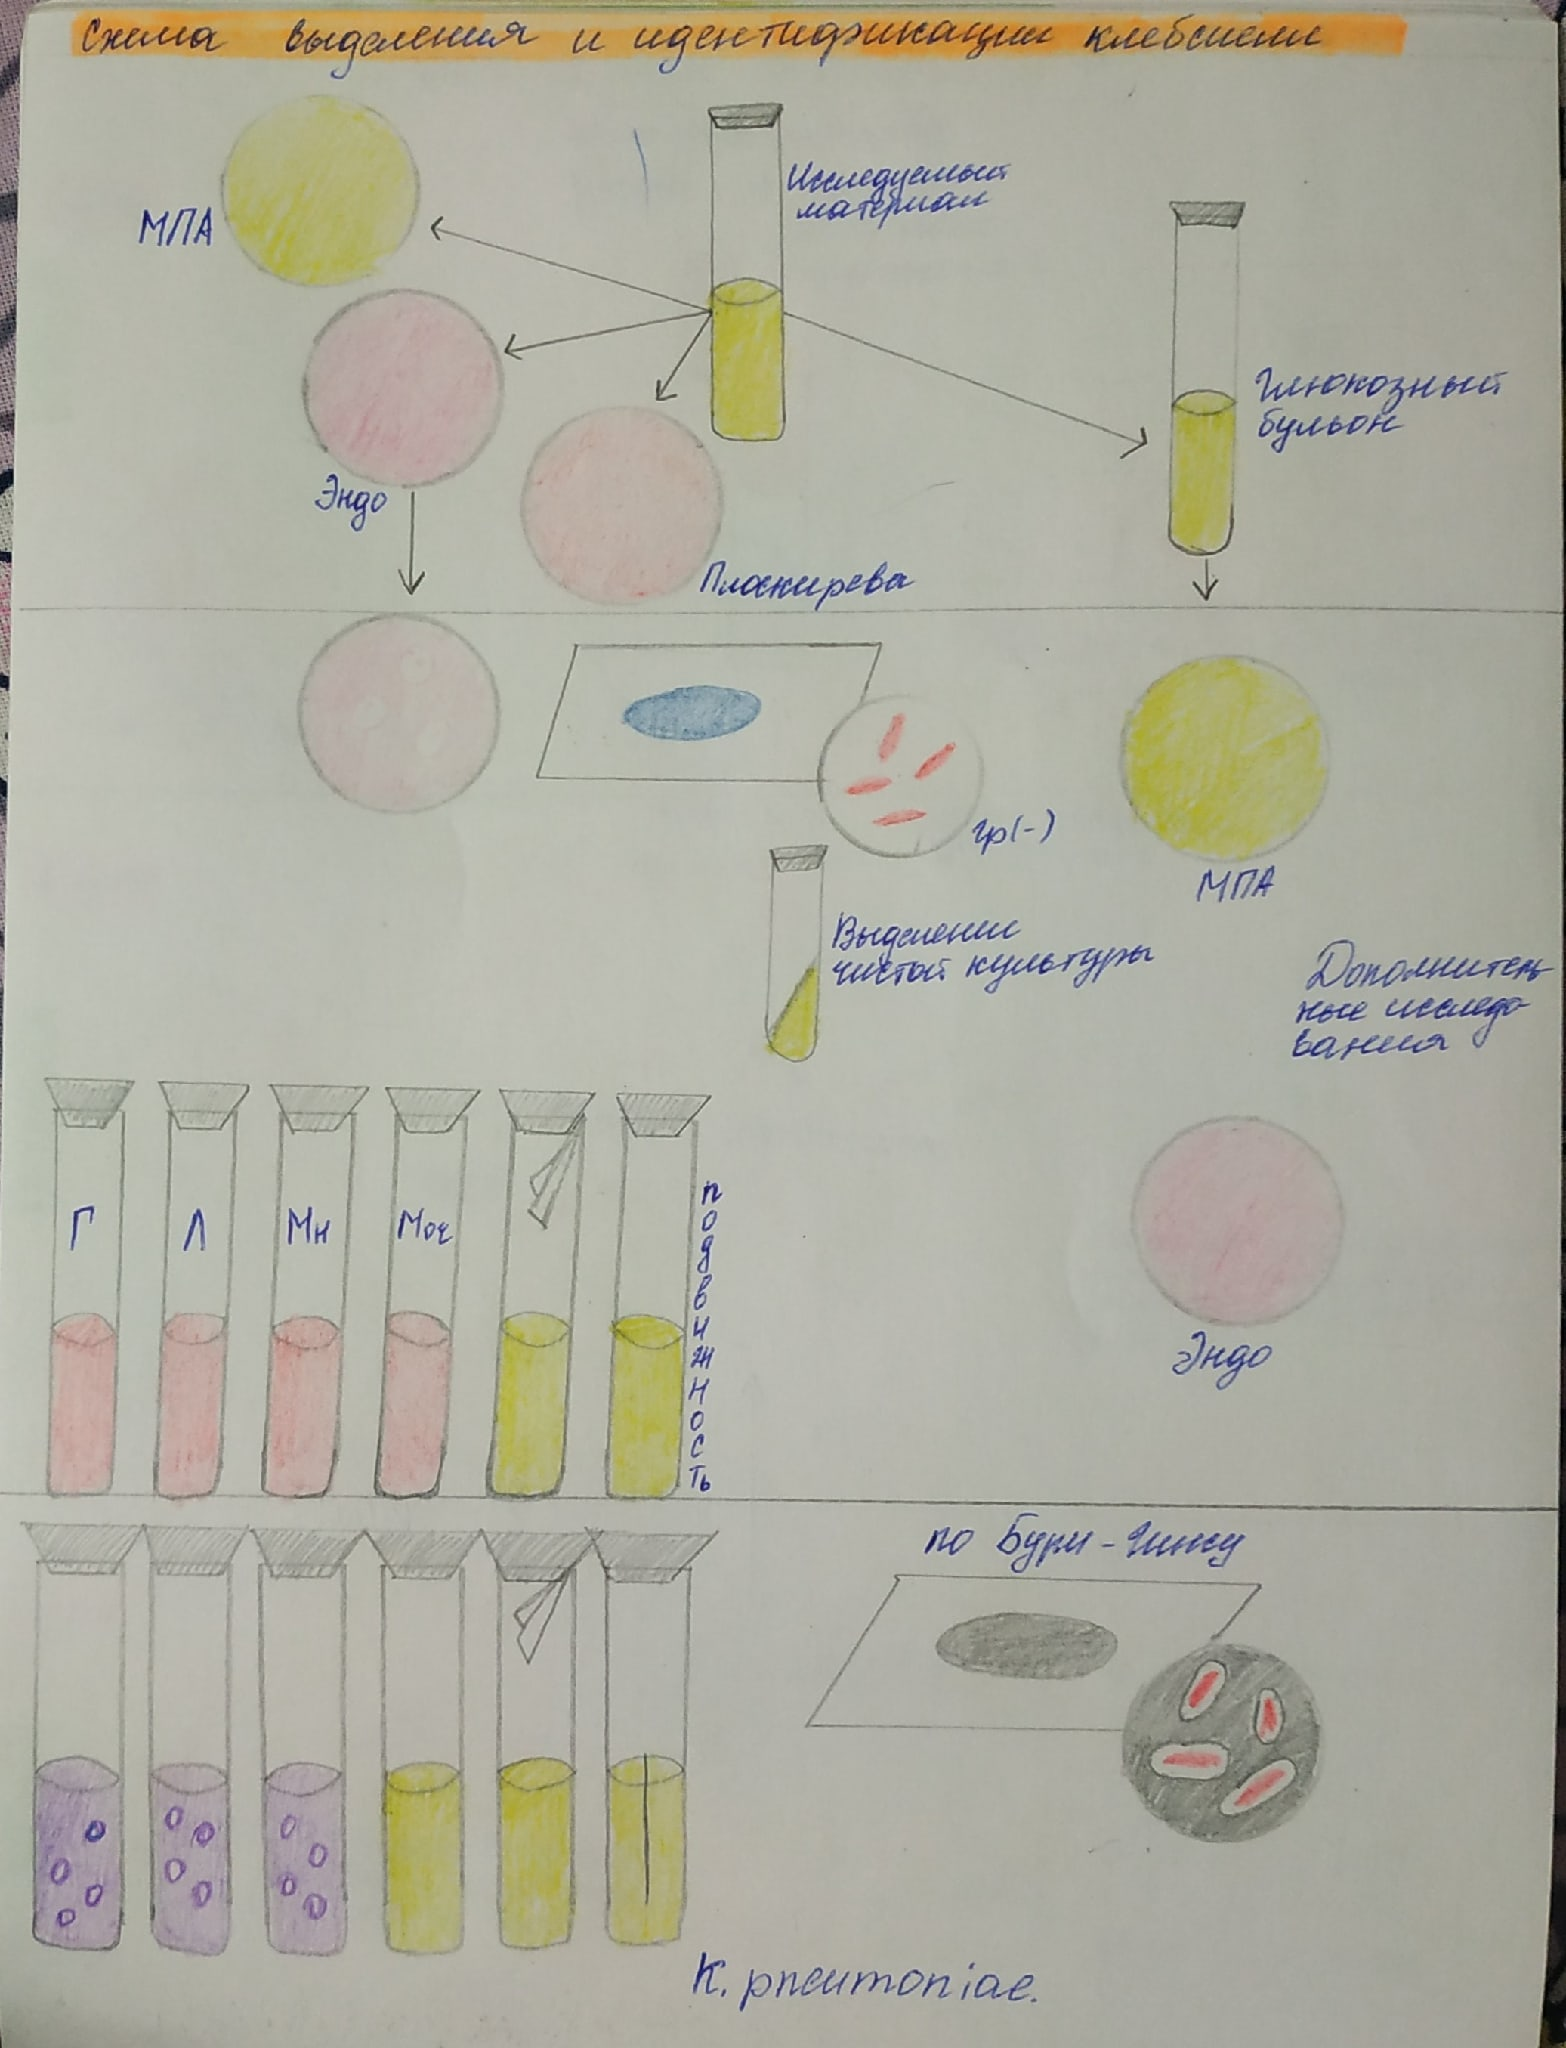 Схема выделения и идентификации клебсиелл
Исследуемый
материал
МПА
Глюкозный
бульон
Эндо
Плоскирева
гр(-)
МПА
Выделение
чистой культуры
Дополнитель
ные исследо-
вания
Г
Л
Мн
Моч
подвижность
Эндо
по Бури-Гинсу
K. pneumoniae.